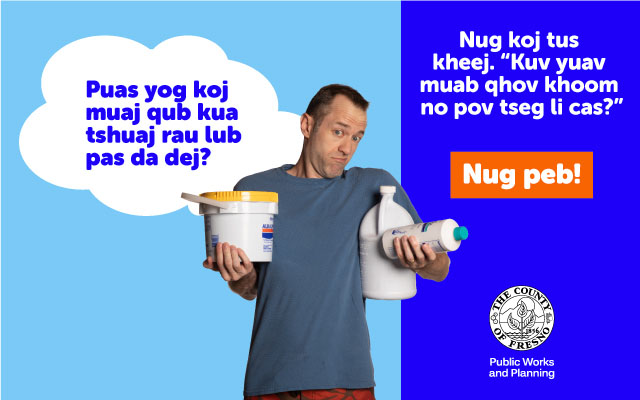 Puas yog koj
muaj qub kua
tshuaj rau lub
pas da dej?
Nug koj tus
kheej. “Kuv yuav
muab qhov khoom
no pov tseg li cas?”
Nug peb!
THE COUNTY
OF FRESNO
1856
Public Works
and Planning